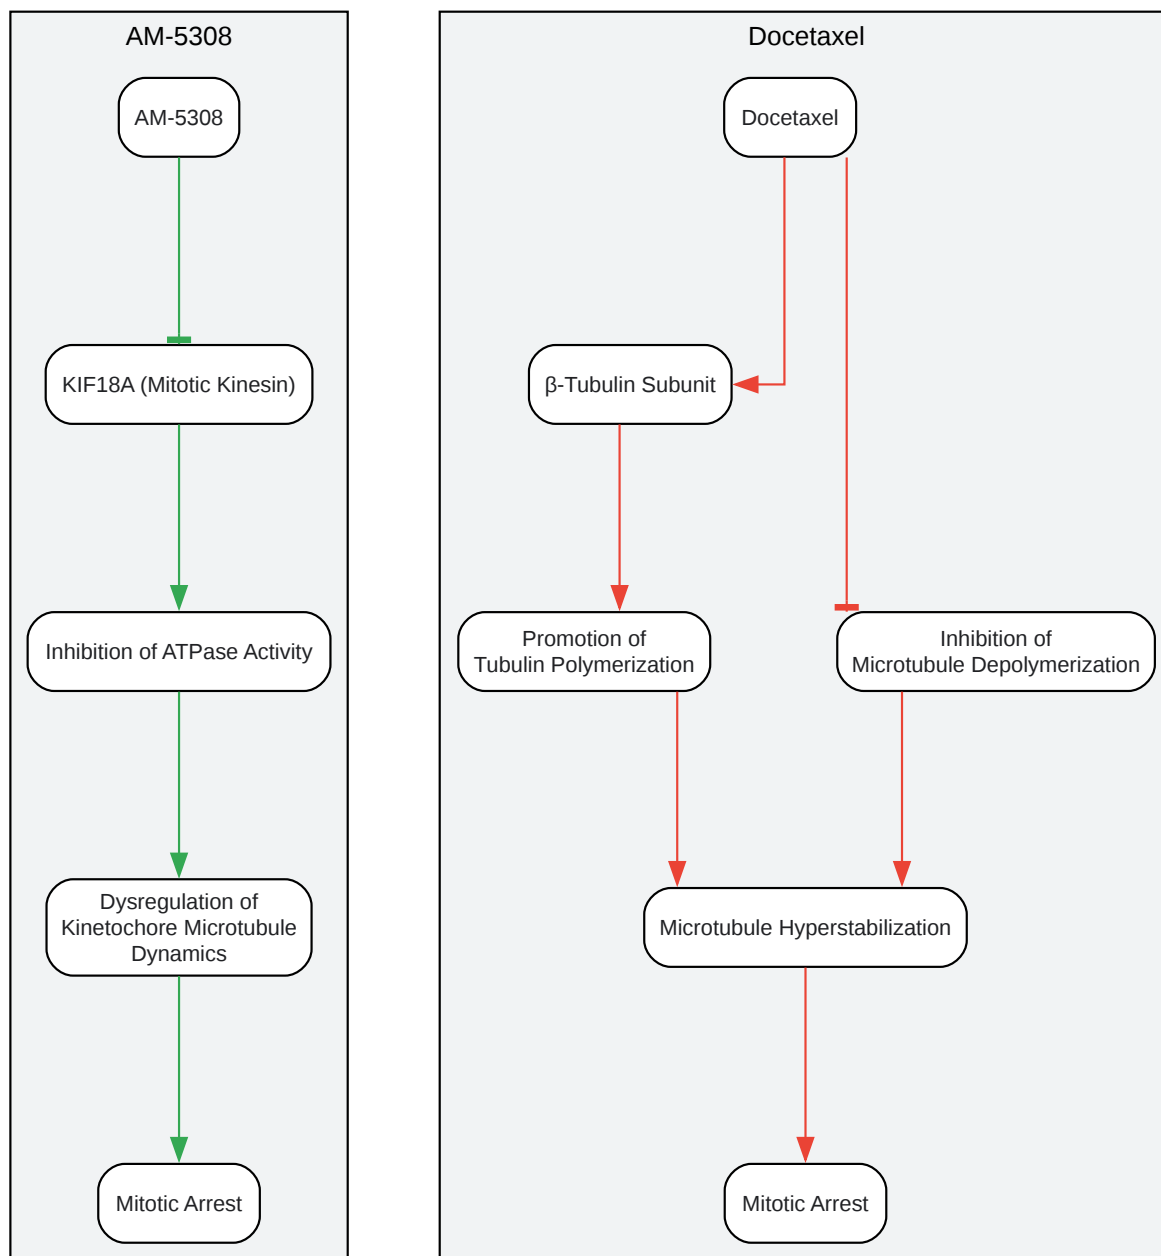 AM-5308
AM-5308
KIF18A (Mitotic Kinesin)
Inhibition of ATPase Activity
Dysregulation of
Kinetochore Microtubule
Dynamics
Mitotic Arrest
Docetaxel
Docetaxel
β-Tubulin Subunit
Promotion of
Tubulin Polymerization
Inhibition of
Microtubule Depolymerization
Microtubule Hyperstabilization
Mitotic Arrest